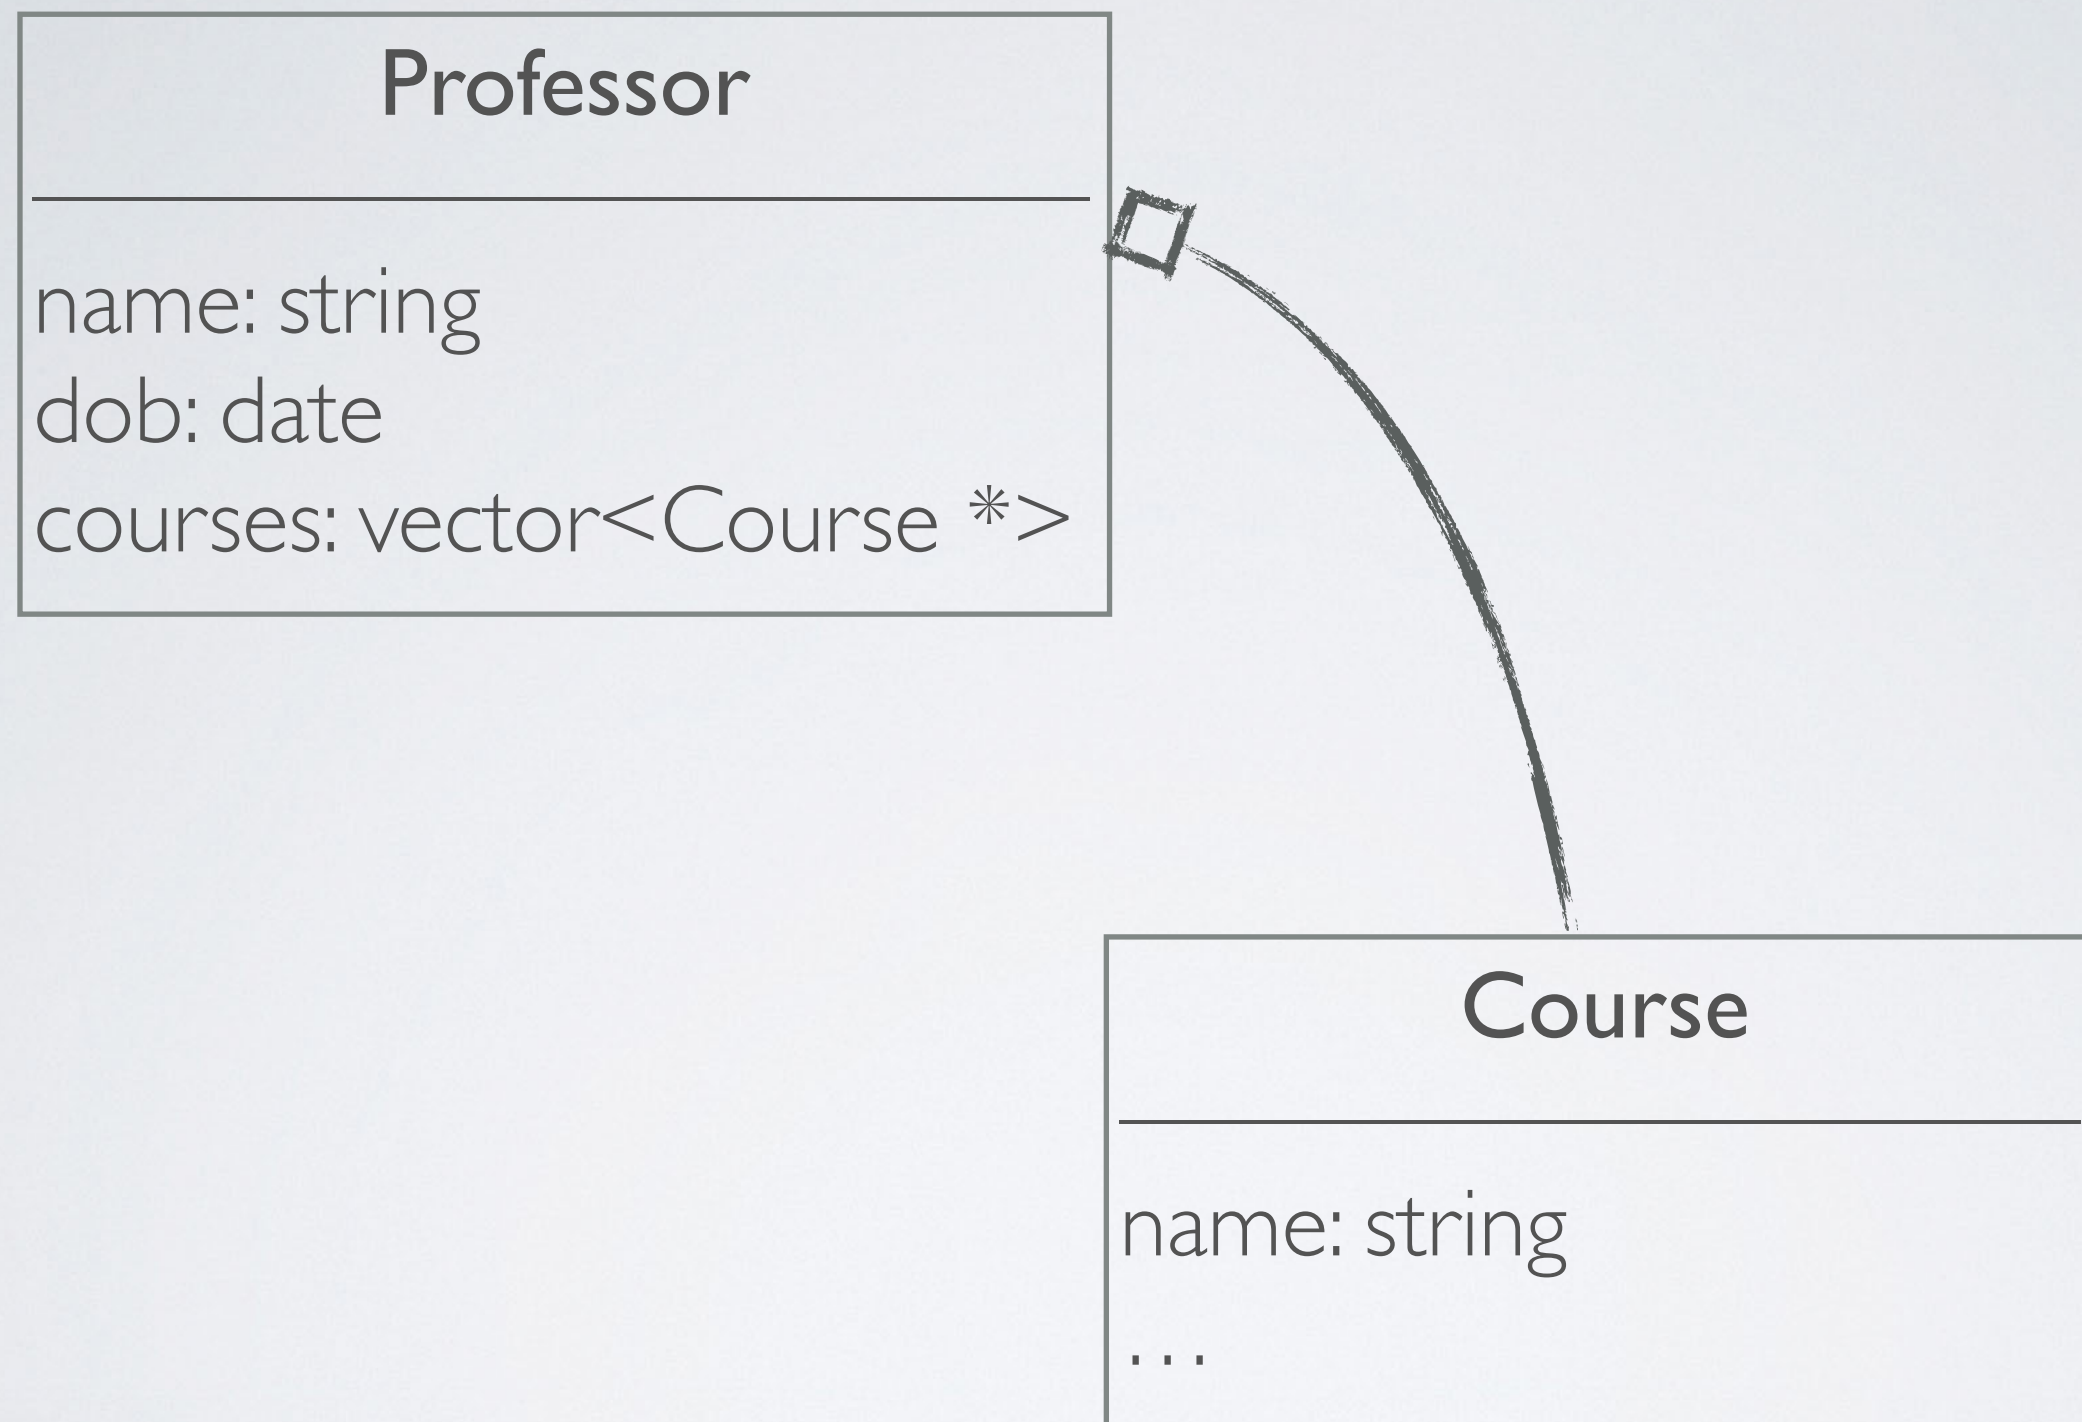 Professor
name: string
dob: date
courses: vector<Course *>
Course
name: string
...